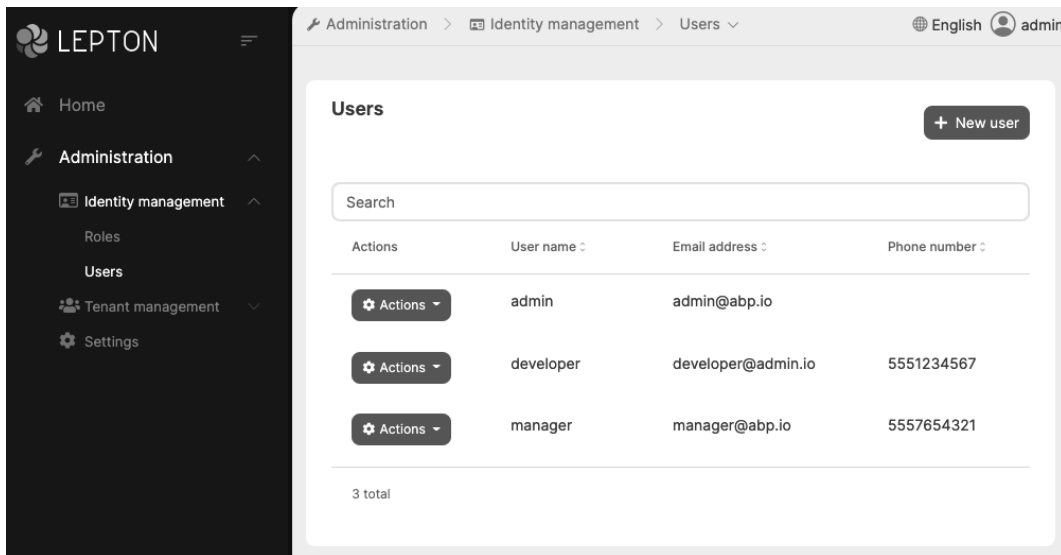 LEPTON
Home
Administration
Identity management
Roles
Users
Tenant management
Settings
Administration > Identity management > Users
English admin
Users
+ New user
Search
Actions User name Email address Phone number
Actions admin admin@abp.io
Actions developer developer@admin.io 5551234567
Actions manager manager@abp.io 5557654321
3 total